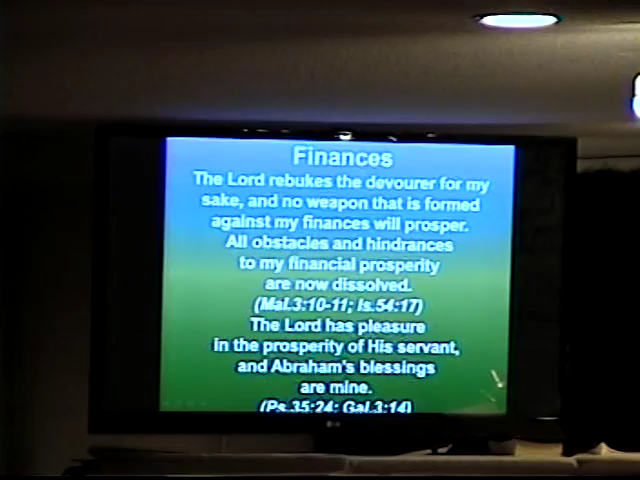 Finances
The Lord rebukes the devourer for my
sake, and no weapon that is formed
against my finances will prosper.
All obstacles and hindrances
to my financial prosperity
are now dissolved.
(Mal.3:10-11; Is.54:17)
The Lord has pleasure
in the prosperity of His servant,
and Abraham's blessings
are mine.
(Ps.35:24; Gal.3:14)
LG